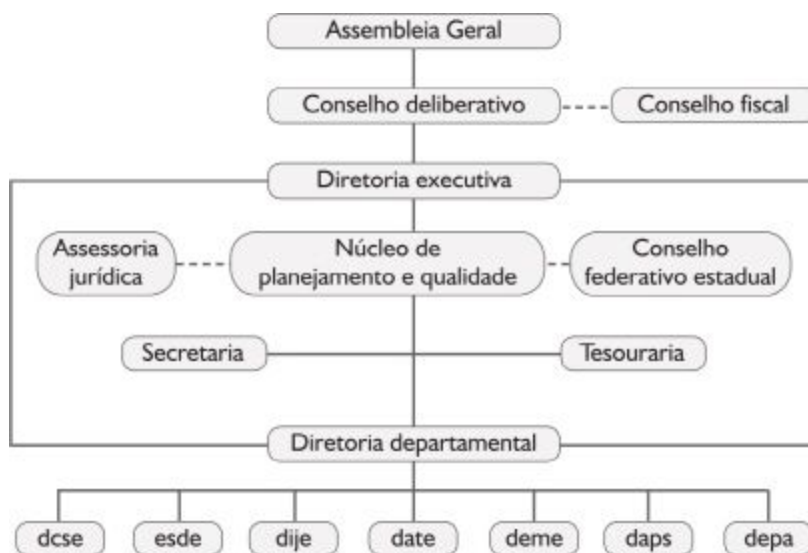 Assembleia Geral
Conselho deliberativo
Conselho fiscal
Diretoria executiva
Assessoria
jurídica
Núcleo de
planejamento e qualidade
Conselho
federativo estadual
Secretaria
Tesouraria
Diretoria departamental
dcse
esde
dije
date
deme
daps
depa